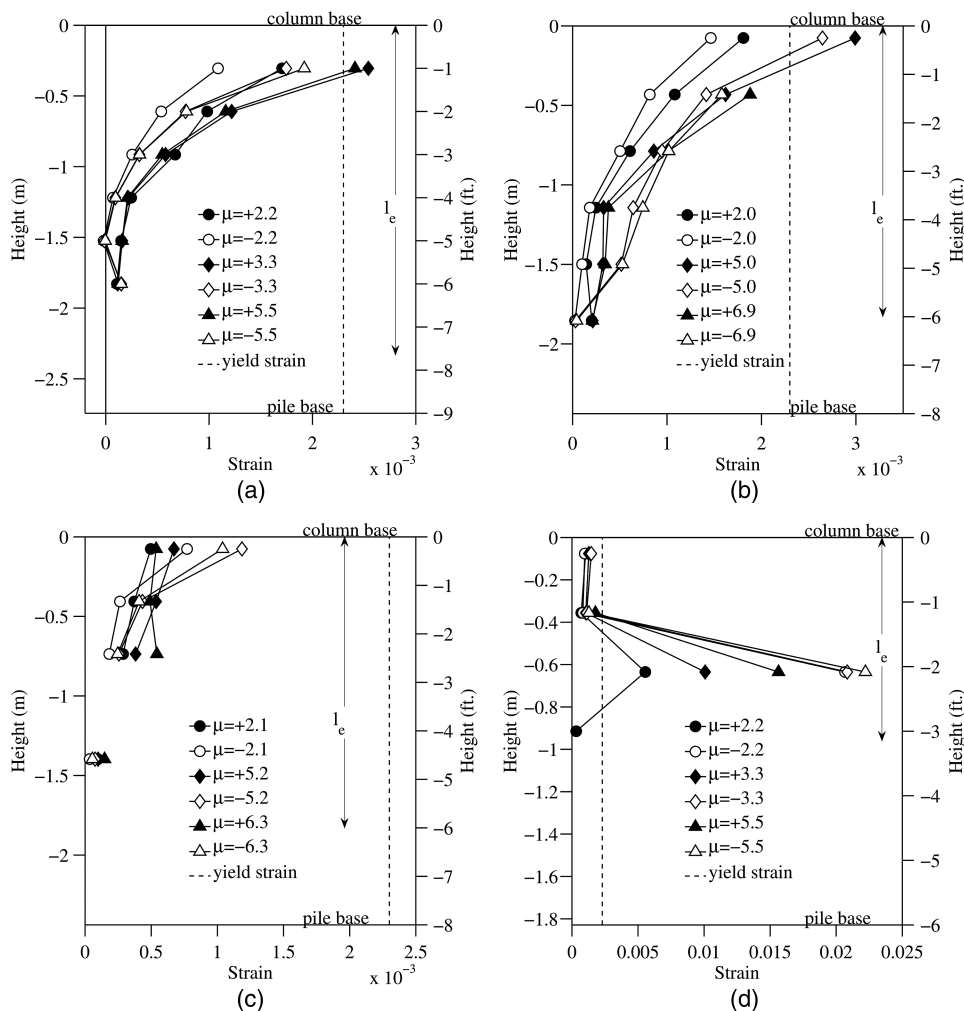 column base
0
−0.5
−1
−1.5
−2
−2.5
Height (m)
0
−1
−2
−3
−4
−5
−6
−7
−8
−9
Height (ft.)
l_e
μ=+2.2
μ=−2.2
μ=+3.3
μ=−3.3
μ=+5.5
μ=−5.5
yield strain
pile base
0 1 2 3
Strain
x 10⁻³
(a)
column base
0
−0.5
−1
−1.5
−2
Height (m)
0
−1
−2
−3
−4
−5
−6
−7
−8
Height (ft.)
l_e
μ=+2.0
μ=−2.0
μ=+5.0
μ=−5.0
μ=+6.9
μ=−6.9
yield strain
pile base
0 1 2 3
Strain
x 10⁻³
(b)
column base
0
−0.5
−1
−1.5
−2
Height (m)
0
−1
−2
−3
−4
−5
−6
−7
−8
Height (ft.)
l_e
μ=+2.1
μ=−2.1
μ=+5.2
μ=−5.2
μ=+6.3
μ=−6.3
yield strain
pile base
0 0.5 1 1.5 2 2.5
Strain
x 10⁻³
(c)
column base
0
−0.2
−0.4
−0.6
−0.8
−1
−1.2
−1.4
−1.6
−1.8
Height (m)
0
−1
−2
−3
−4
−5
−6
Height (ft.)
l_e
μ=+2.2
μ=−2.2
μ=+3.3
μ=−3.3
μ=+5.5
μ=−5.5
yield strain
pile base
0 0.005 0.01 0.015 0.02 0.025
Strain
(d)